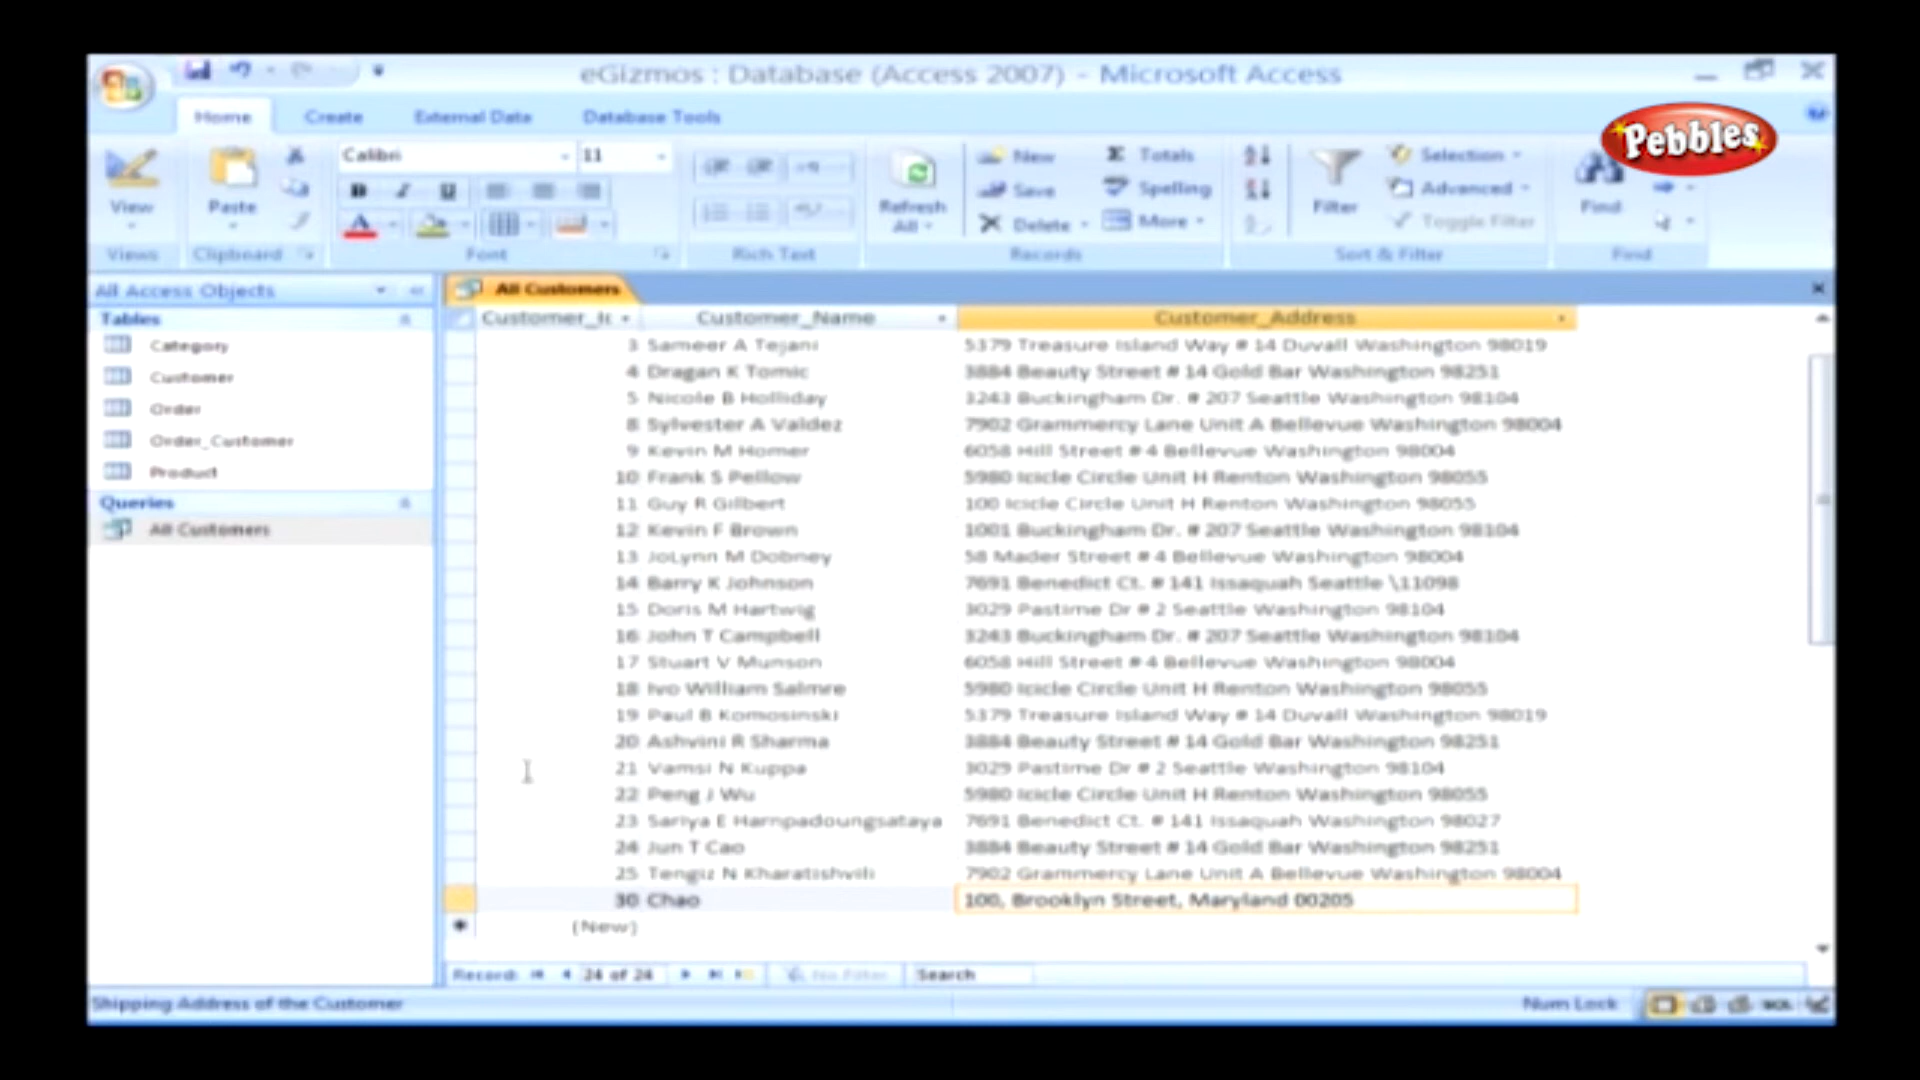 eGizmos : Database (Access 2007) - Microsoft Access
Home Create External Data Database Tools
Pebbles
Calibri 11
New Totals Selection
Save Spelling Advanced
View Paste Refresh All Delete More Filter Toggle Filter Find
B I U
Views Clipboard Font Rich Text Records Sort & Filter Find
All Access Objects
All Customers
Tables
Category
Customer
Order
Order_Customer
Product
Queries
All Customers
Customer_Ic Customer_Name Customer_Address
3 Sameer A Tejani 5379 Treasure Island Way # 14 Duvall Washington 98019
4 Dragan K Tomic 3884 Beauty Street # 14 Gold Bar Washington 98251
5 Nicole B Holliday 3243 Buckingham Dr. # 207 Seattle Washington 98104
8 Sylvester A Valdez 7902 Grammercy Lane Unit A Bellevue Washington 98004
9 Kevin M Homer 6058 Hill Street # 4 Bellevue Washington 98004
10 Frank S Pellow 5980 Icicle Circle Unit H Renton Washington 98055
11 Guy R Gilbert 100 Icicle Circle Unit H Renton Washington 98055
12 Kevin F Brown 1001 Buckingham Dr. # 207 Seattle Washington 98104
13 JoLynn M Dobney 58 Mader Street # 4 Bellevue Washington 98004
14 Barry K Johnson 7691 Benedict Ct. # 141 Issaquah Seattle \11098
15 Doris M Hartwig 3029 Pastime Dr # 2 Seattle Washington 98104
16 John T Campbell 3243 Buckingham Dr. # 207 Seattle Washington 98104
17 Stuart V Munson 6058 Hill Street # 4 Bellevue Washington 98004
18 Ivo William Salmre 5980 Icicle Circle Unit H Renton Washington 98055
19 Paul B Komosinski 5379 Treasure Island Way # 14 Duvall Washington 98019
20 Ashvini R Sharma 3884 Beauty Street # 14 Gold Bar Washington 98251
21 Vamsi N Kuppa 3029 Pastime Dr # 2 Seattle Washington 98104
22 Peng J Wu 5980 Icicle Circle Unit H Renton Washington 98055
23 Sariya E Harnpadoungsataya 7691 Benedict Ct. # 141 Issaquah Washington 98027
24 Jun T Cao 3884 Beauty Street # 14 Gold Bar Washington 98251
25 Tengiz N Kharatishvili 7902 Grammercy Lane Unit A Bellevue Washington 98004
30 Chao 100, Brooklyn Street, Maryland 00205
(New)
Record: 24 of 24 No Filter Search
Shipping Address of the Customer Num Lock SQL